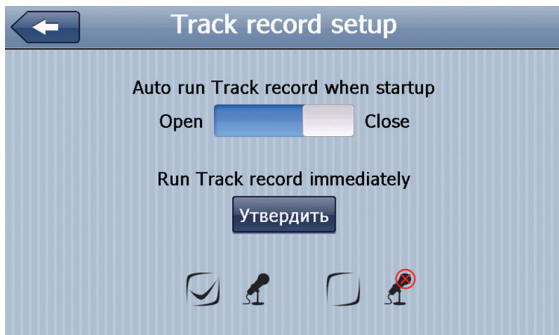 Track record setup
Auto run Track record when startup
Open Close
Run Track record immediately
Утвердить